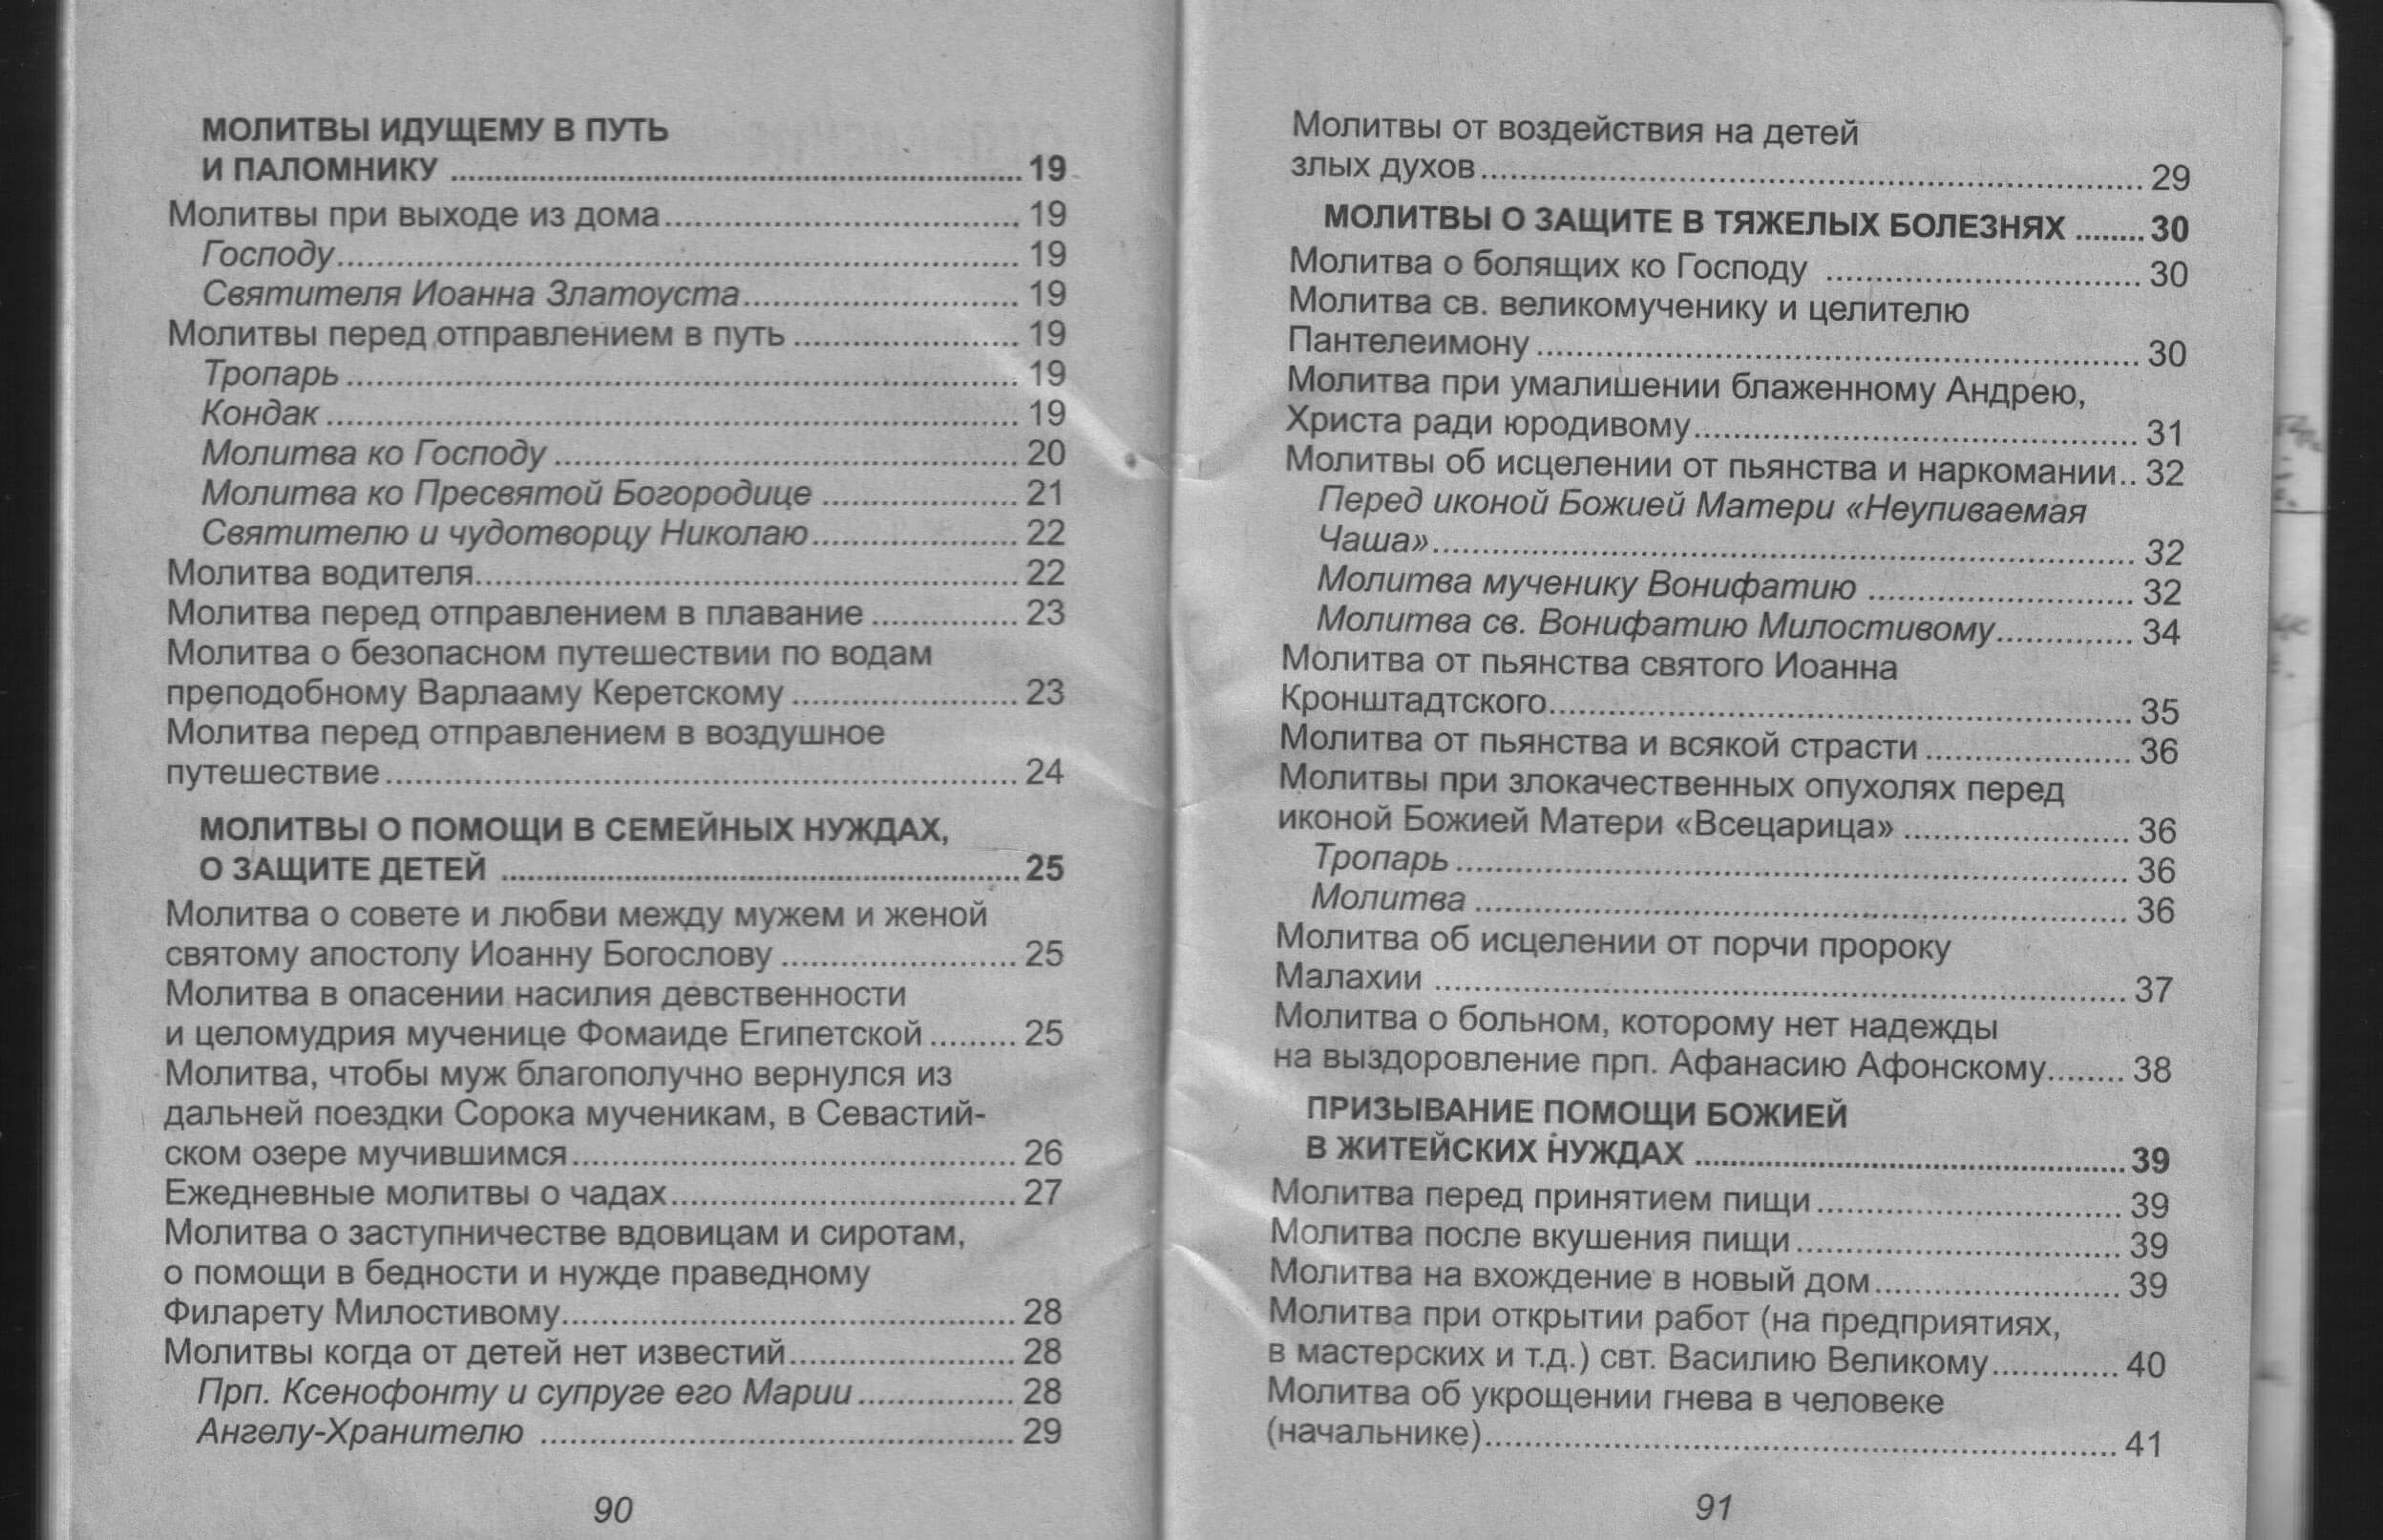 МОЛИТВЫ ИДУЩЕМУ В ПУТЬ
И ПАЛОМНИКУ ........ 19
Молитвы при выходе из дома ........ 19
Господу ........ 19
Святителя Иоанна Златоуста ........ 19
Молитвы перед отправлением в путь ........ 19
Тропарь ........ 19
Кондак ........ 19
Молитва ко Господу ........ 20
Молитва ко Пресвятой Богородице ........ 21
Святителю и чудотворцу Николаю ........ 22
Молитва водителя ........ 22
Молитва перед отправлением в плавание ........ 23
Молитва о безопасном путешествии по водам
преподобному Варлааму Керетскому ........ 23
Молитва перед отправлением в воздушное
путешествие ........ 24
МОЛИТВЫ О ПОМОЩИ В СЕМЕЙНЫХ НУЖДАХ,
О ЗАЩИТЕ ДЕТЕЙ ........ 25
Молитва о совете и любви между мужем и женой
святому апостолу Иоанну Богослову ........ 25
Молитва в опасении насилия девственности
и целомудрия мученице Фомаиде Египетской ........ 25
Молитва, чтобы муж благополучно вернулся из
дальней поездки Сорока мученикам, в Севастий-
ском озере мучившимся ........ 26
Ежедневные молитвы о чадах ........ 27
Молитва о заступничестве вдовицам и сиротам,
о помощи в бедности и нужде праведному
Филарету Милостивому ........ 28
Молитвы когда от детей нет известий ........ 28
Прп. Ксенофонту и супруге его Марии ........ 28
Ангелу-Хранителю ........ 29
90
Молитвы от воздействия на детей
злых духов ........ 29
МОЛИТВЫ О ЗАЩИТЕ В ТЯЖЕЛЫХ БОЛЕЗНЯХ ........ 30
Молитва о болящих ко Господу ........ 30
Молитва св. великомученику и целителю
Пантелеимону ........ 30
Молитва при умалишении блаженному Андрею,
Христа ради юродивому ........ 31
Молитвы об исцелении от пьянства и наркомании.. 32
Перед иконой Божией Матери «Неупиваемая
Чаша» ........ 32
Молитва мученику Вонифатию ........ 32
Молитва св. Вонифатию Милостивому ........ 34
Молитва от пьянства святого Иоанна
Кронштадтского ........ 35
Молитва от пьянства и всякой страсти ........ 36
Молитвы при злокачественных опухолях перед
иконой Божией Матери «Всецарица» ........ 36
Тропарь ........ 36
Молитва ........ 36
Молитва об исцелении от порчи пророку
Малахии ........ 37
Молитва о больном, которому нет надежды
на выздоровление прп. Афанасию Афонскому ........ 38
ПРИЗЫВАНИЕ ПОМОЩИ БОЖИЕЙ
В ЖИТЕЙСКИХ НУЖДАХ ........ 39
Молитва перед принятием пищи ........ 39
Молитва после вкушения пищи ........ 39
Молитва на вхождение в новый дом ........ 39
Молитва при открытии работ (на предприятиях,
в мастерских и т.д.) свт. Василию Великому ........ 40
Молитва об укрощении гнева в человеке
(начальнике) ........ 41
91